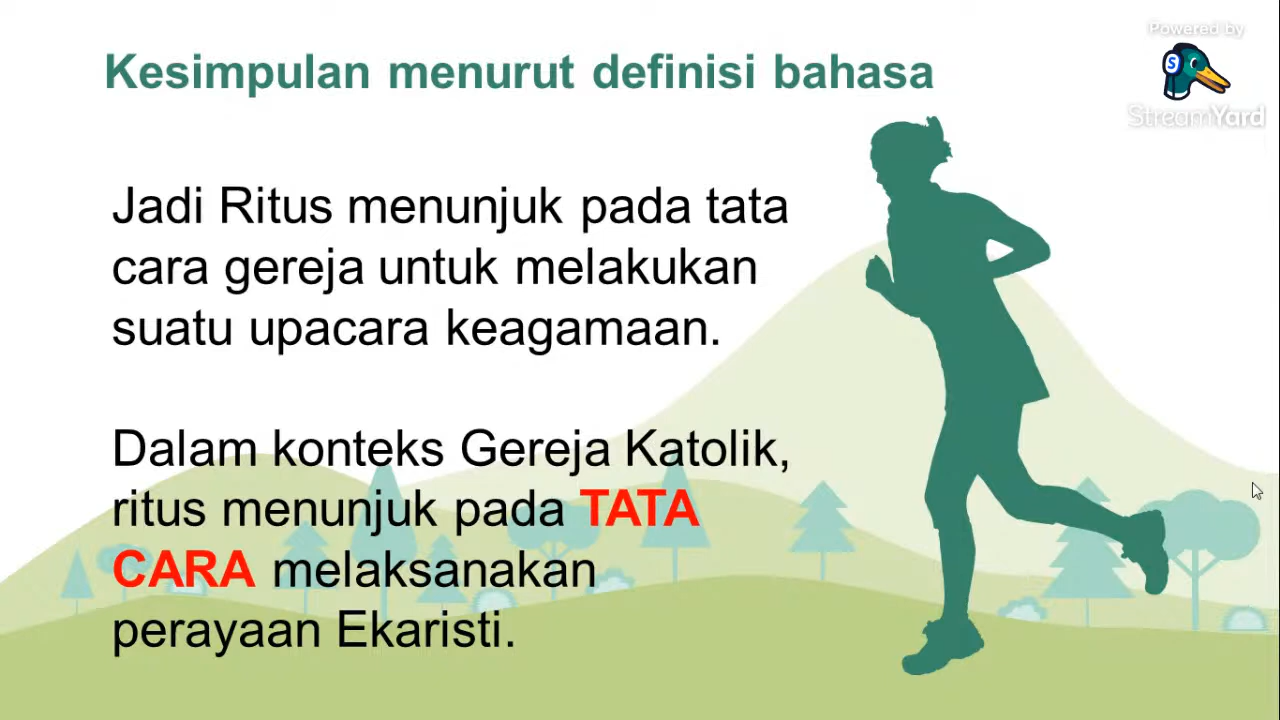 Powered by
StreamYard
Kesimpulan menurut definisi bahasa
Jadi Ritus menunjuk pada tata
cara gereja untuk melakukan
suatu upacara keagamaan.
Dalam konteks Gereja Katolik,
ritus menunjuk pada TATA
CARA melaksanakan
perayaan Ekaristi.